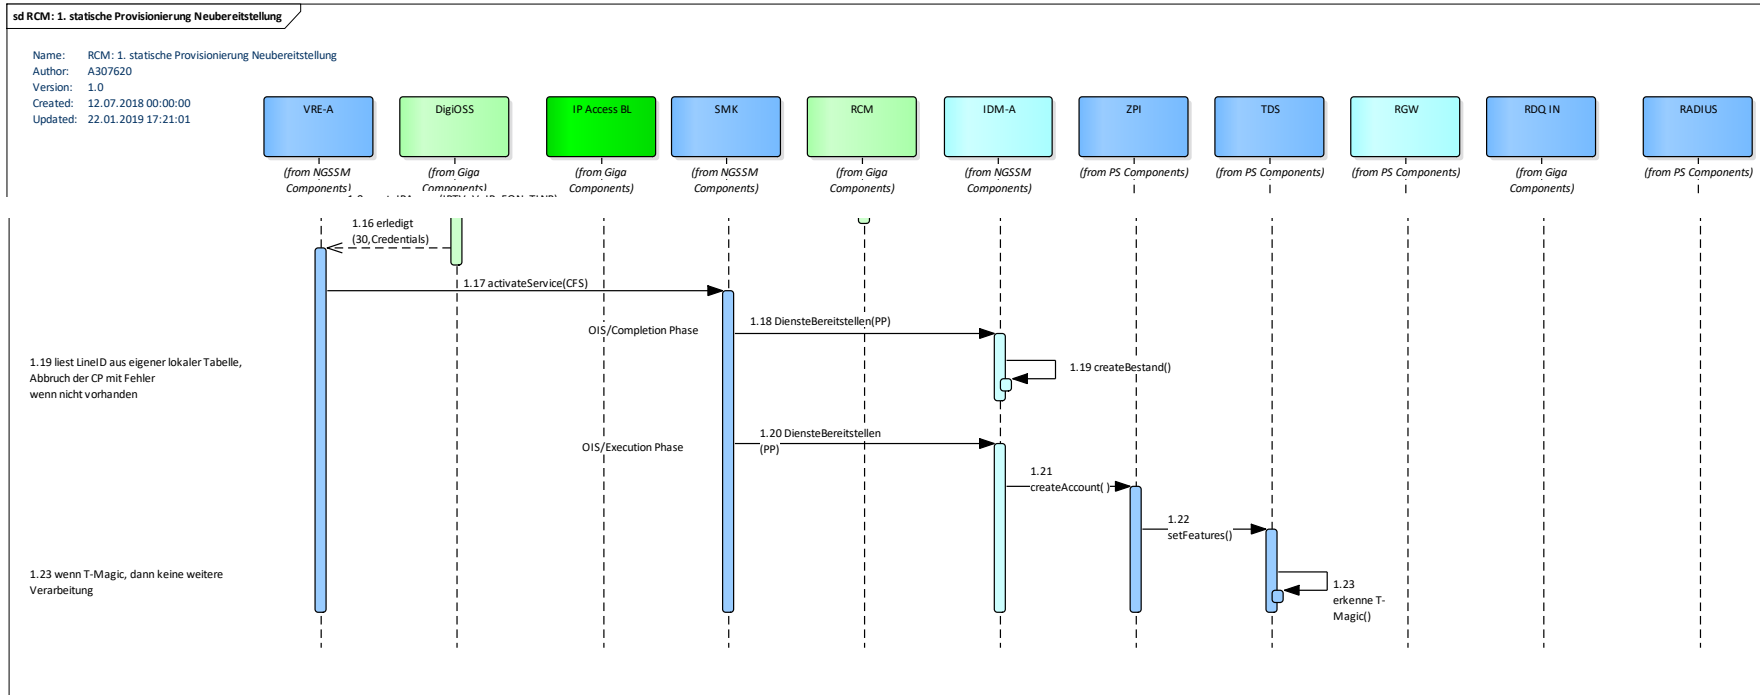 sd RCM: 1. statische Provisionierung Neubereitstellung
Name: RCM: 1. statische Provisionierung Neubereitstellung
Author: A307620
Version: 1.0
Created: 12.07.2018 00:00:00
Updated: 22.01.2019 17:21:01
VRE-A
DigiOSS
IP Access BL
SMK
RCM
IDM-A
ZPI
TDS
RGW
RDQ IN
RADIUS
(from NGSSM
Components)
(from Giga
Components)
(from Giga
Components)
(from NGSSM
Components)
(from Giga
Components)
(from NGSSM
Components)
(from PS Components)
(from PS Components)
(from PS Components)
(from Giga
Components)
(from PS Components)
1.16 erledigt
(30,Credentials)
1.17 activateService(CFS)
OIS/Completion Phase
1.18 DiensteBereitstellen(PP)
1.19 liest LineID aus eigener lokaler Tabelle,
Abbruch der CP mit Fehler
wenn nicht vorhanden
1.19 createBestand()
OIS/Execution Phase
1.20 DiensteBereitstellen
(PP)
1.21
createAccount( )
1.22
setFeatures()
1.23 wenn T-Magic, dann keine weitere
Verarbeitung
1.23
erkenne T-
Magic()